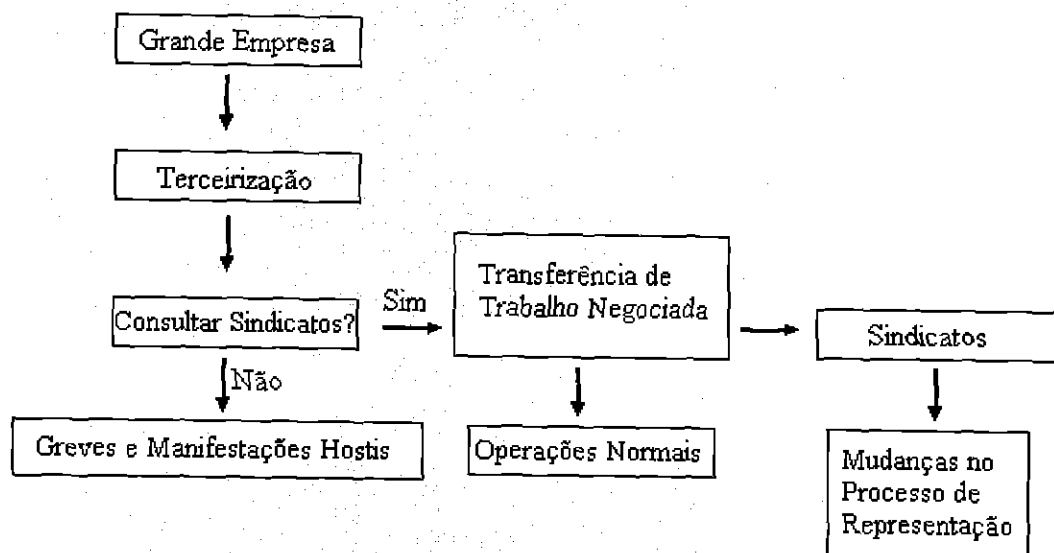 Grande Empresa
Terceirização
Consultar Sindicatos?
Sim
Transferência de
Trabalho Negociada
Sindicatos
Não
Greves e Manifestações Hostis
Operações Normais
Mudanças no
Processo de
Representação